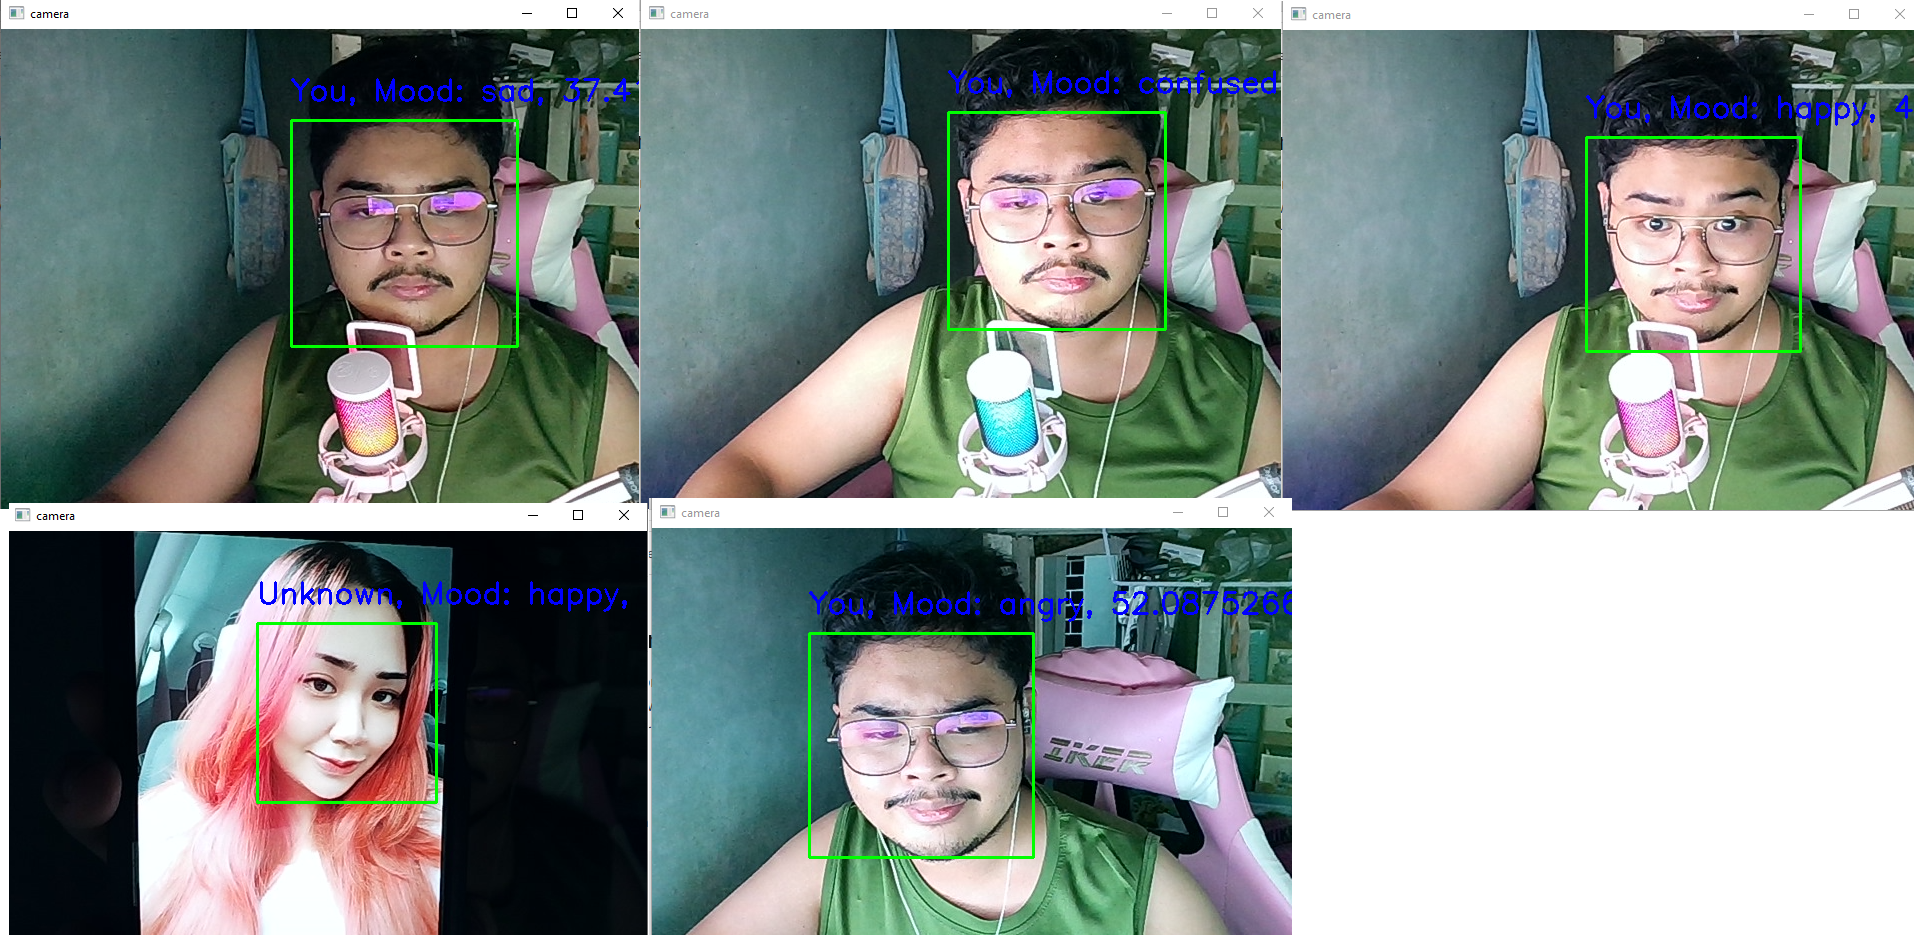 camera
You, Mood: sad, 37.4
camera
You, Mood: confused
camera
You, Mood: happy, 4
camera
Unknown, Mood: happy,
camera
You, Mood: angry, 52.0675266
IKER